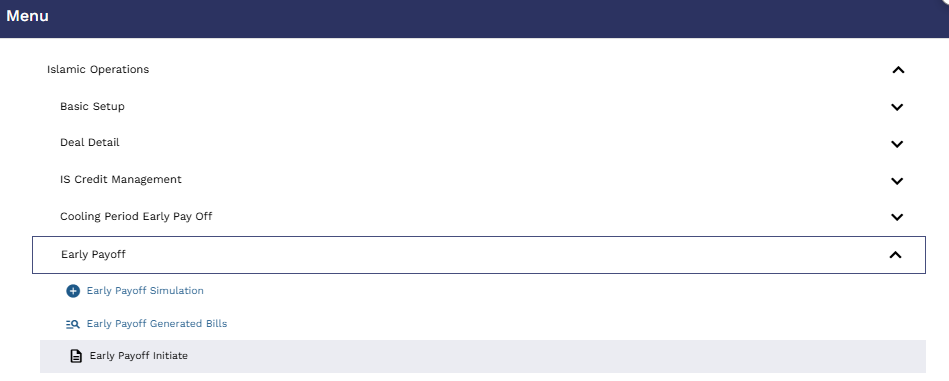 Menu
Islamic Operations
Basic Setup
Deal Detail
IS Credit Management
Cooling Period Early Pay Off
Early Payoff
Early Payoff Simulation
Early Payoff Generated Bills
Early Payoff Initiate